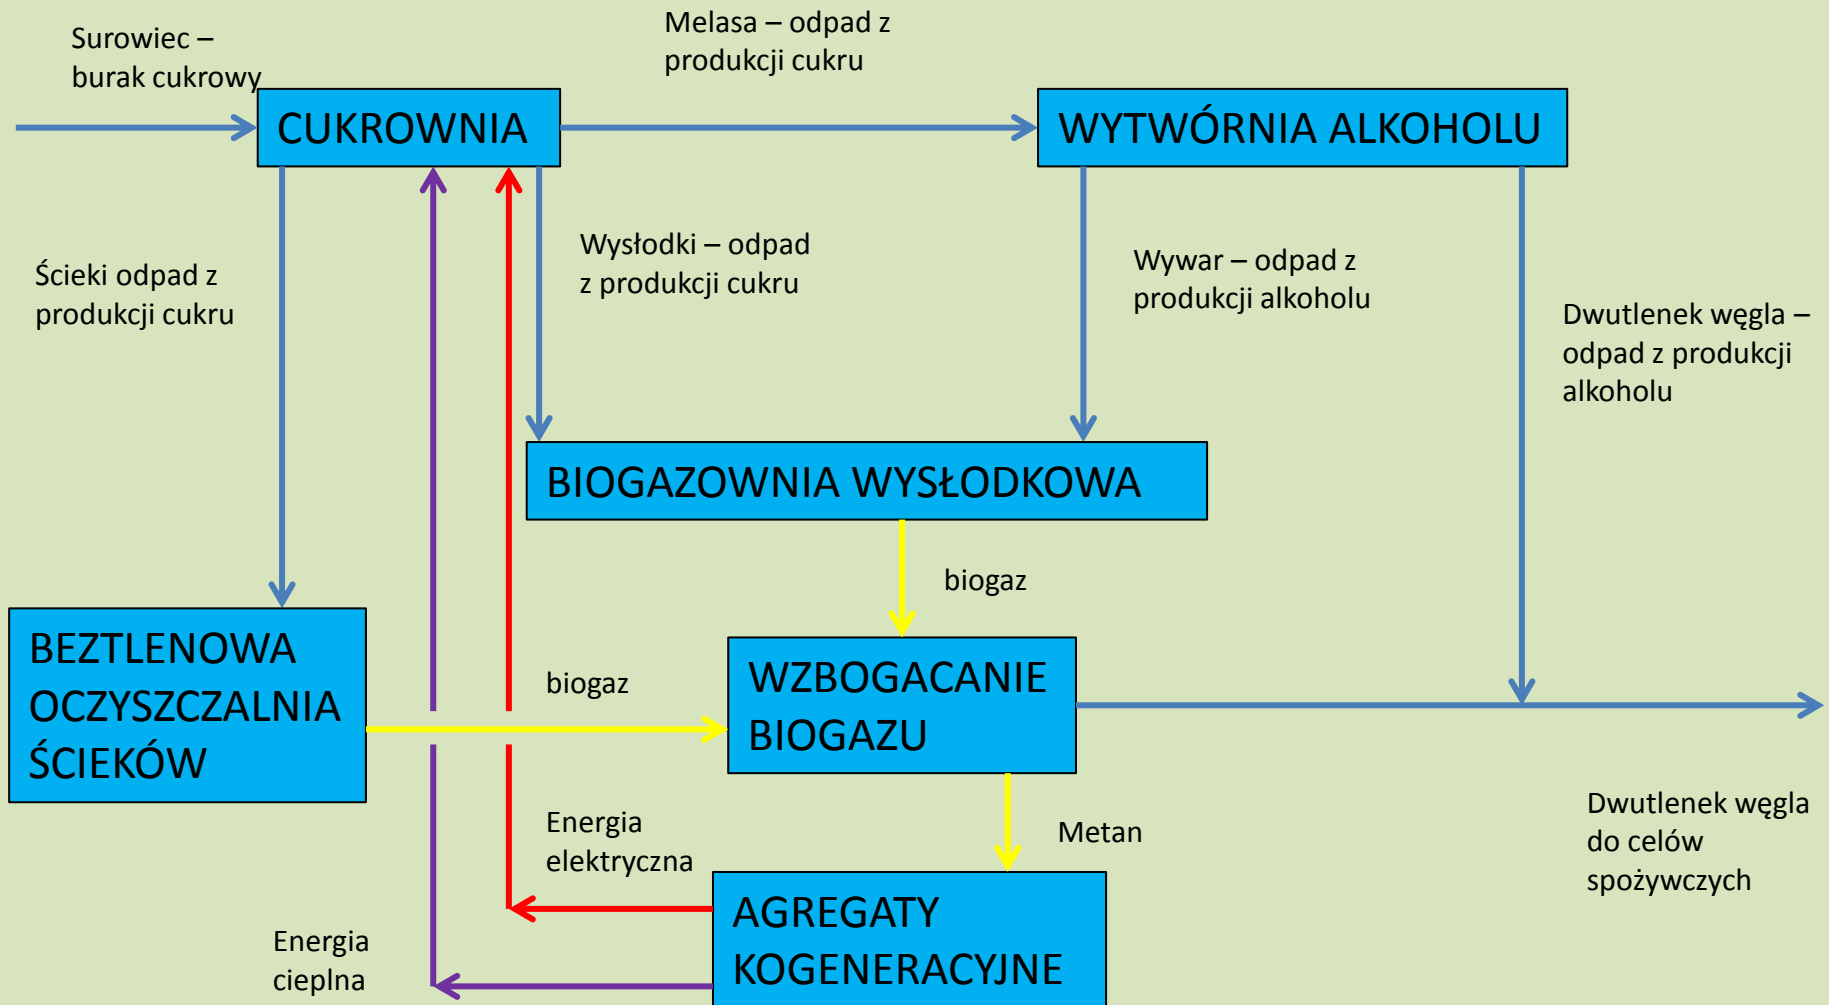 Surowiec –
burak cukrowy
Melasa – odpad z
produkcji cukru
CUKROWNIA
WYTWÓRNIA ALKOHOLU
Ścieki odpad z
produkcji cukru
Wysłodki – odpad
z produkcji cukru
Wywar – odpad z
produkcji alkoholu
Dwutlenek węgla –
odpad z produkcji
alkoholu
BIOGAZOWNIA WYSŁODKOWA
biogaz
BEZTLENOWA
OCZYSZCZALNIA
ŚCIEKÓW
biogaz
WZBOGACANIE
BIOGAZU
Energia
elektryczna
Metan
Dwutlenek węgla
do celów
spożywczych
Energia
cieplna
AGREGATY
KOGENERACYJNE